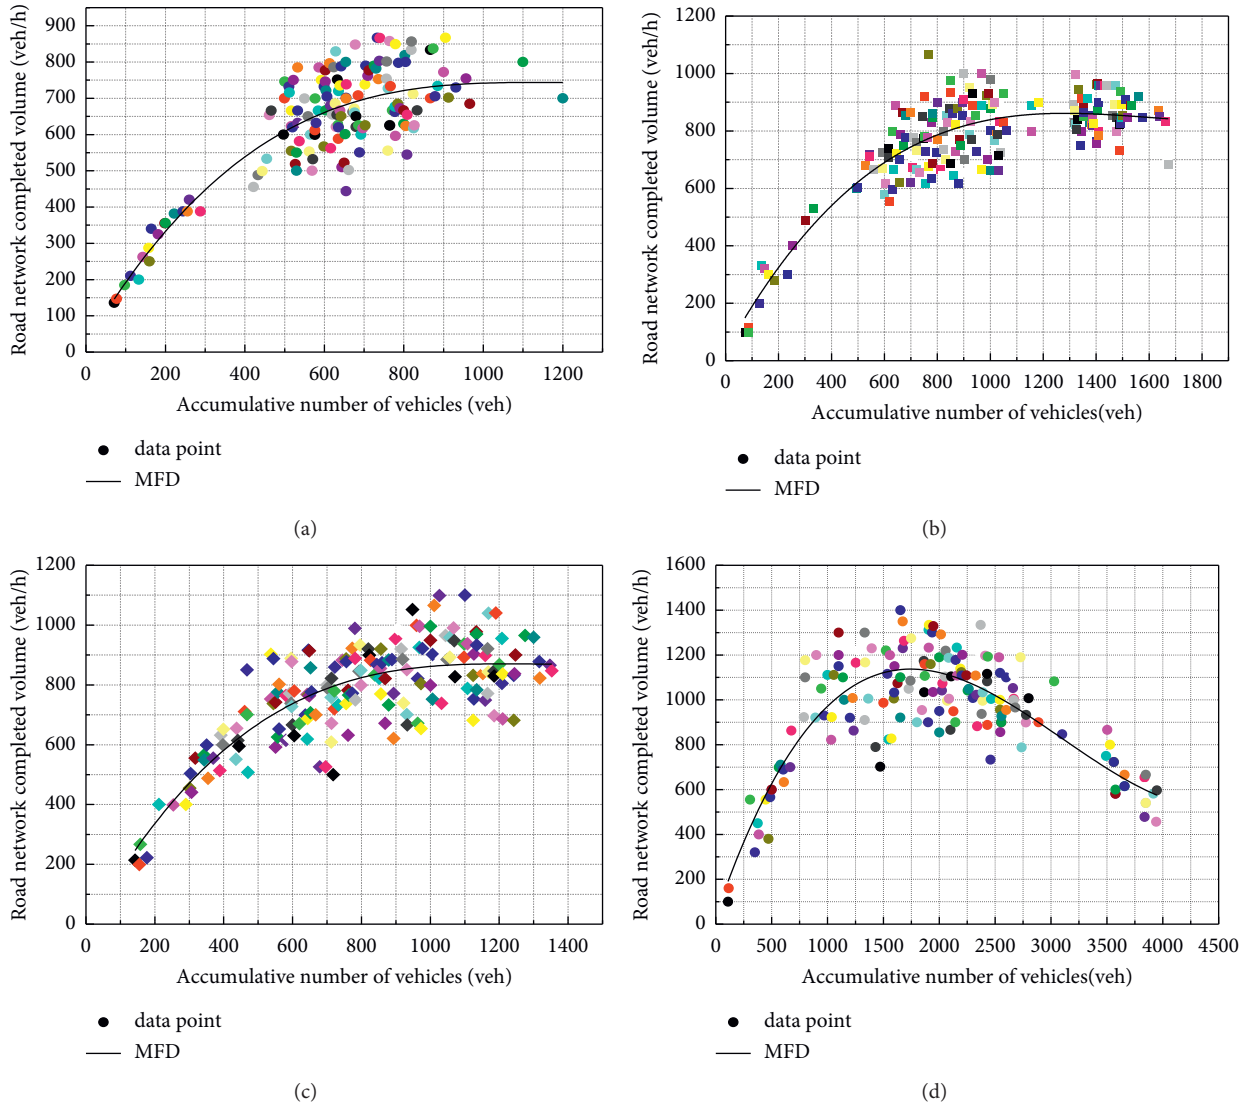 Road network completed volume (veh/h)
900
800
700
600
500
400
300
200
100
0
0 200 400 600 800 1000 1200
Accumulative number of vehicles (veh)
data point
MFD
(a)
Road network completed volume (veh/h)
1200
1000
800
600
400
200
0
0 200 400 600 800 1000 1200 1400 1600 1800
Accumulative number of vehicles(veh)
data point
MFD
(b)
Road network completed volume (veh/h)
1200
1000
800
600
400
200
0
0 200 400 600 800 1000 1200 1400
Accumulative number of vehicles (veh)
data point
MFD
(c)
Road network completed volume (veh/h)
1600
1400
1200
1000
800
600
400
200
0
0 500 1000 1500 2000 2500 3000 3500 4000 4500
Accumulative number of vehicles(veh)
data point
MFD
(d)